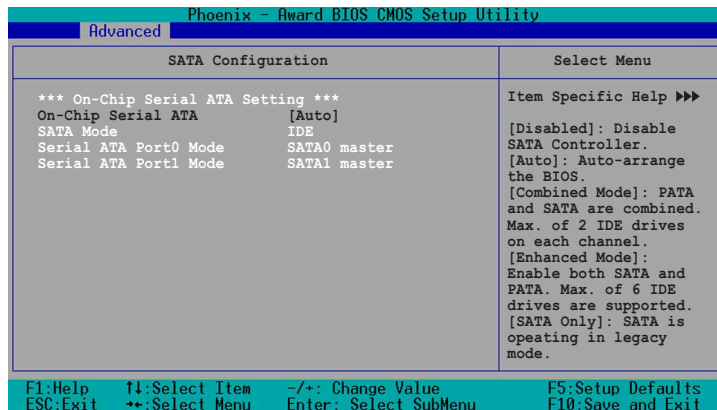 Phoenix - Award BIOS CMOS Setup Utility
Advanced
SATA Configuration
Select Menu
*** On-Chip Serial ATA Setting ***
On-Chip Serial ATA [Auto]
SATA Mode IDE
Serial ATA Port0 Mode SATA0 master
Serial ATA Port1 Mode SATA1 master
Item Specific Help ▶▶▶
[Disabled]: Disable
SATA Controller.
[Auto]: Auto-arrange
the BIOS.
[Combined Mode]: PATA
and SATA are combined.
Max. of 2 IDE drives
on each channel.
[Enhanced Mode]:
Enable both SATA and
PATA. Max. of 6 IDE
drives are supported.
[SATA Only]: SATA is
opeating in legacy
mode.
F1:Help ↑↓:Select Item -/+: Change Value F5:Setup Defaults
ESC:Exit →←:Select Menu Enter: Select SubMenu F10:Save and Exit